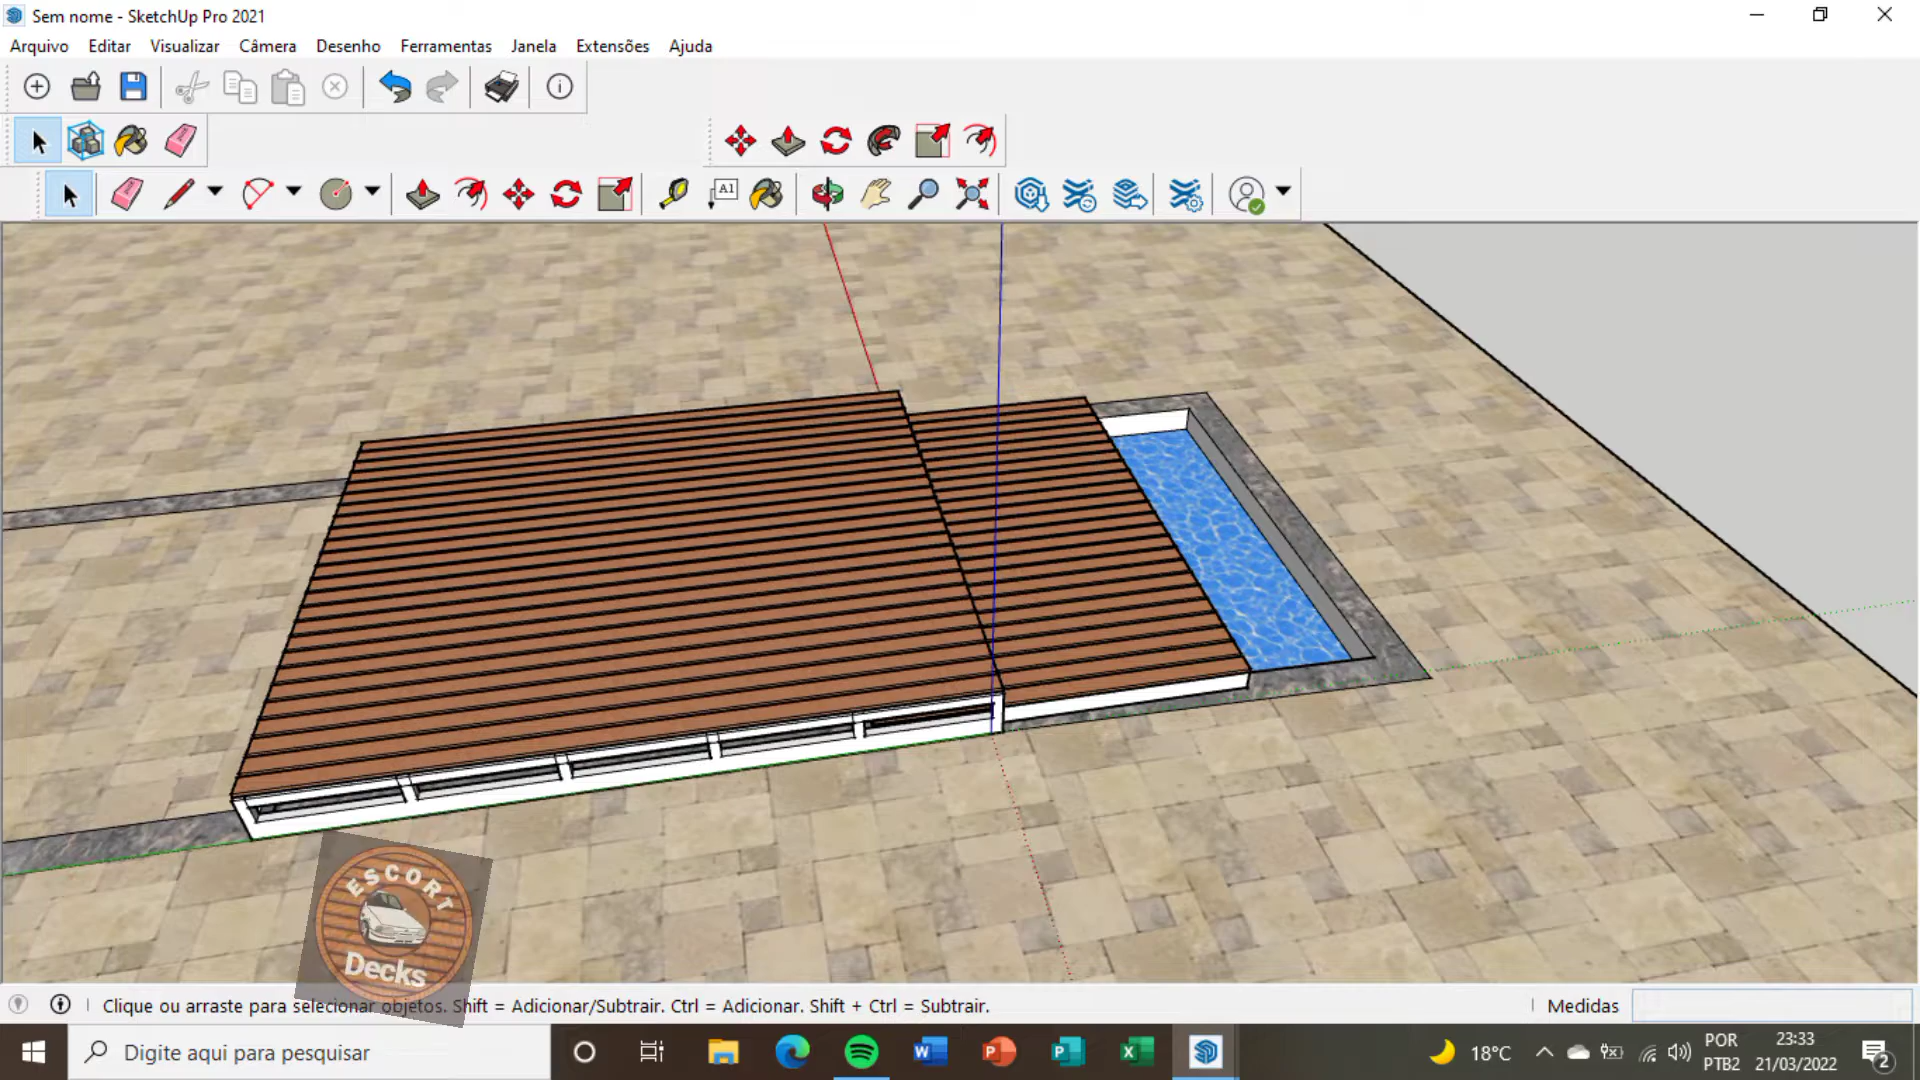 Sem nome - SketchUp Pro 2021
Arquivo Editar Visualizar Câmera Desenho Ferramentas Janela Extensões Ajuda
A1
ESCORT
Decks
Clique ou arraste para selecionar objetos. Shift = Adicionar/Subtrair. Ctrl = Adicionar. Shift + Ctrl = Subtrair.
Medidas
Digite aqui para pesquisar
18°C
POR
PTB2
23:33
21/03/2022
2